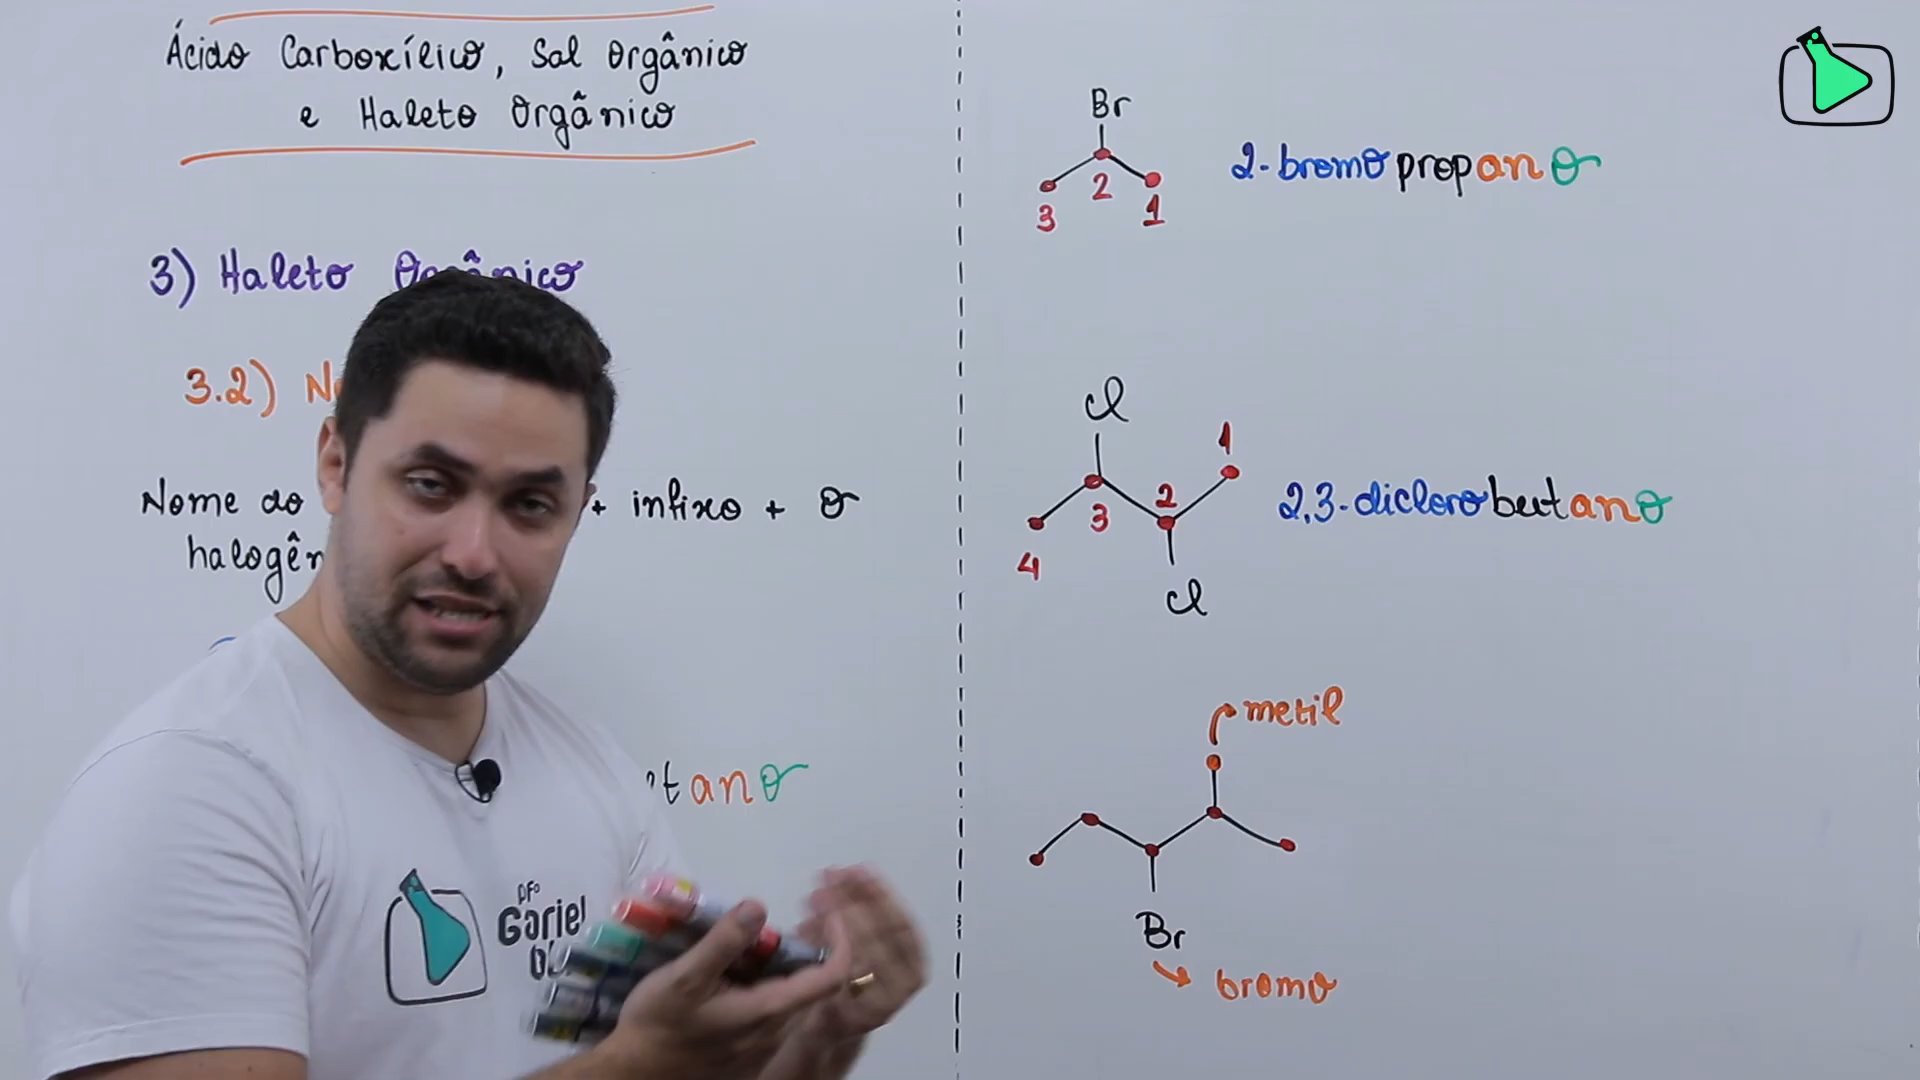 Ácido Carboxílico, Sal Orgânico
e Haleto Orgânico
3) Haleto Orgânico
3.2)
Nome do + infixo + o
Br
3 2 1
2-bromopropano
Cl
1
2
3
4
Cl
2,3-diclorobutano
metil
Br
bromo